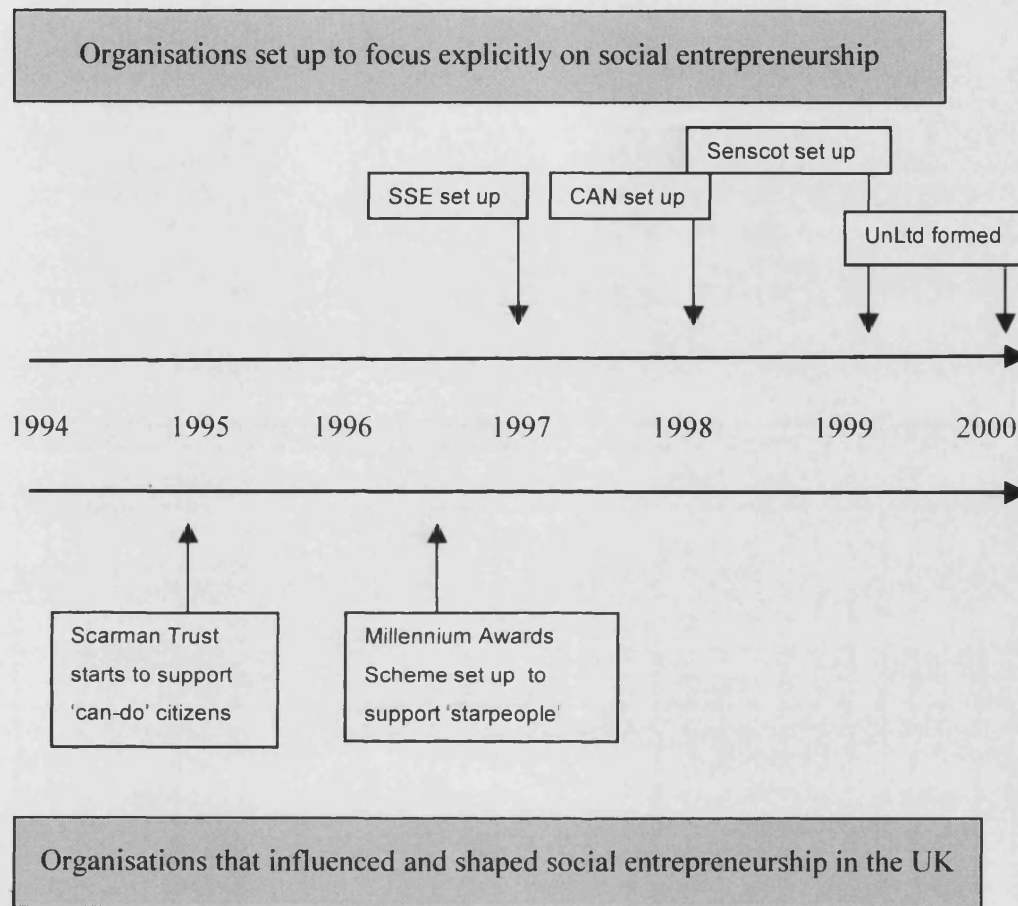 Organisations set up to focus explicitly on social entrepreneurship
Senscot set up
SSE set up
CAN set up
UnLtd formed
1994 1995 1996 1997 1998 1999 2000
Scarman Trust
starts to support
'can-do' citizens
Millennium Awards
Scheme set up to
support 'starpeople'
Organisations that influenced and shaped social entrepreneurship in the UK